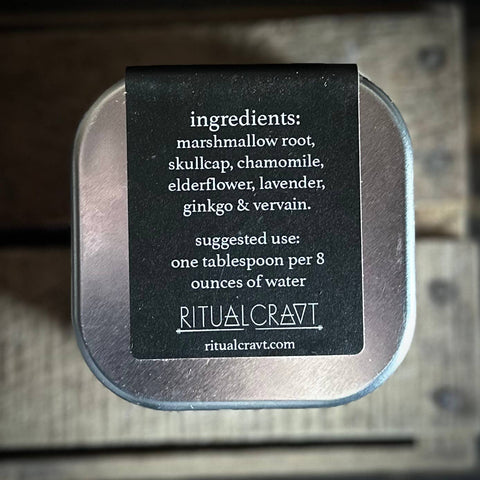 ingredients:
marshmallow root,
skullcap, chamomile,
elderflower, lavender,
ginkgo & vervain.
suggested use:
one tablespoon per 8
ounces of water
RITUALCRAVT
ritualcravt.com